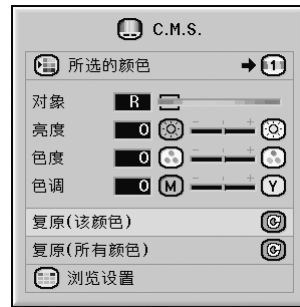 C.M.S.
所选的颜色 1
对象 R
亮度 0 - +
色度 0 - +
色调 0 M - + Y
复原(该颜色)
复原(所有颜色)
浏览设置